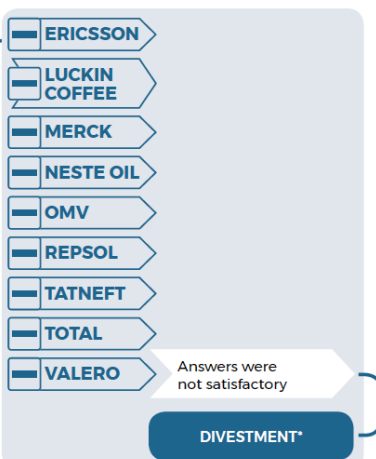 ERICSSON
LUCKIN
COFFEE
MERCK
NESTE OIL
OMV
REPSOL
TATNEFT
TOTAL
VALERO
Answers were
not satisfactory
DIVESTMENT*